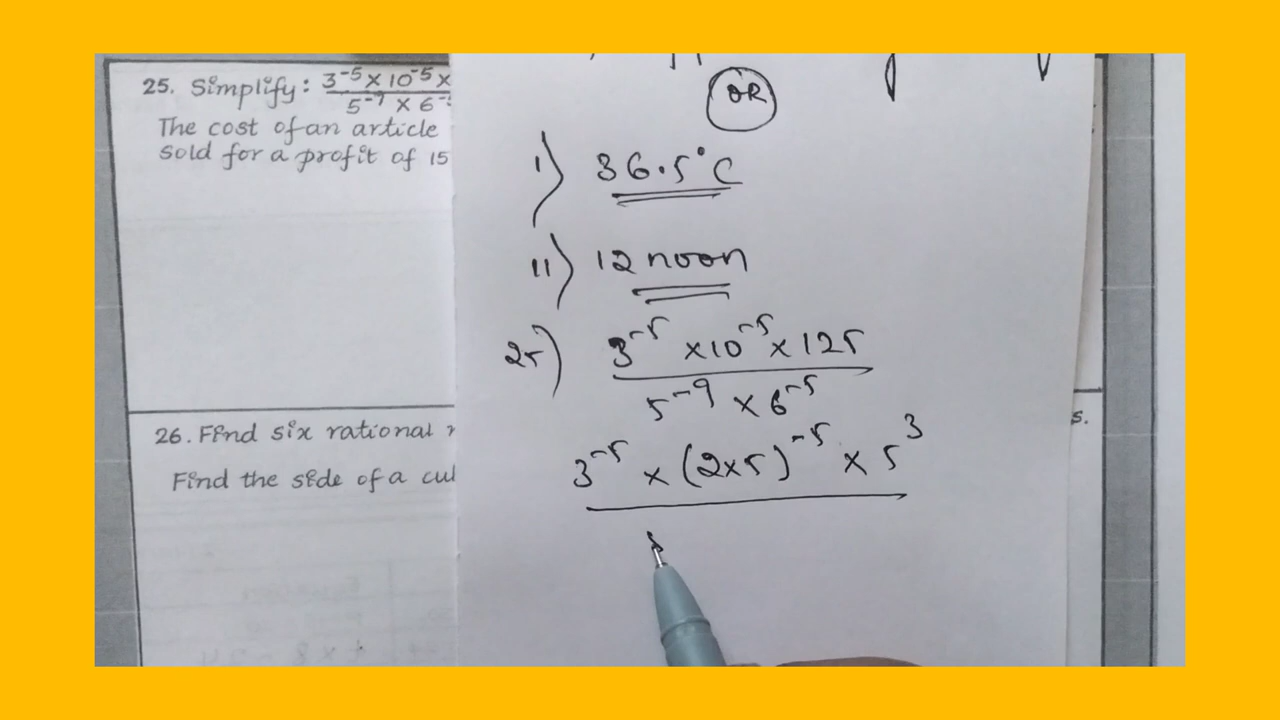 25. Simplify: 3⁻⁵ × 10⁻⁵ ×
5⁻⁹ × 6⁻⁵
The cost of an article
Sold for a profit of 15
26. Find six rational
Find the side of a cu
OR
i) 36.5°C
ii) 12 noon
25) 3⁻⁵ × 10⁻⁵ × 125
5⁻⁹ × 6⁻⁵
3⁻⁵ × (2×5)⁻⁵ × 5³
s.